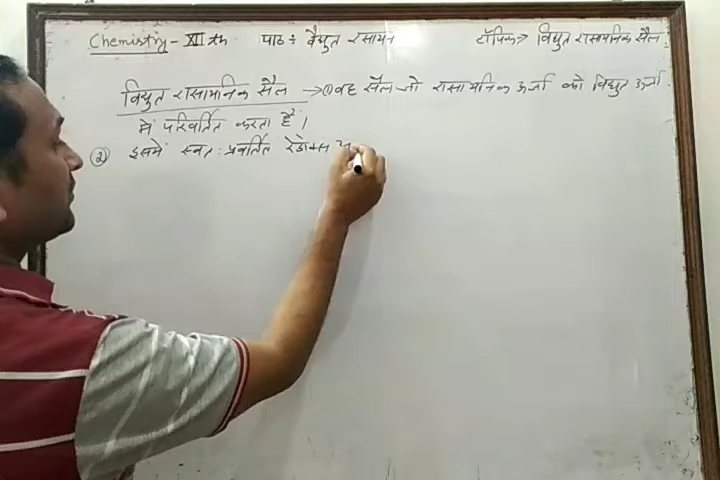 Chemistry - XII th पाठ : वैद्युत रसायन टॉपिक → विद्युत रासायनिक सैल
विद्युत रासायनिक सैल → ① वह सैल जो रासायनिक ऊर्जा को विद्युत ऊर्जा
में परिवर्तित करता है ।
② इसमें स्वत: प्रवर्तित रेडॉक्स अ